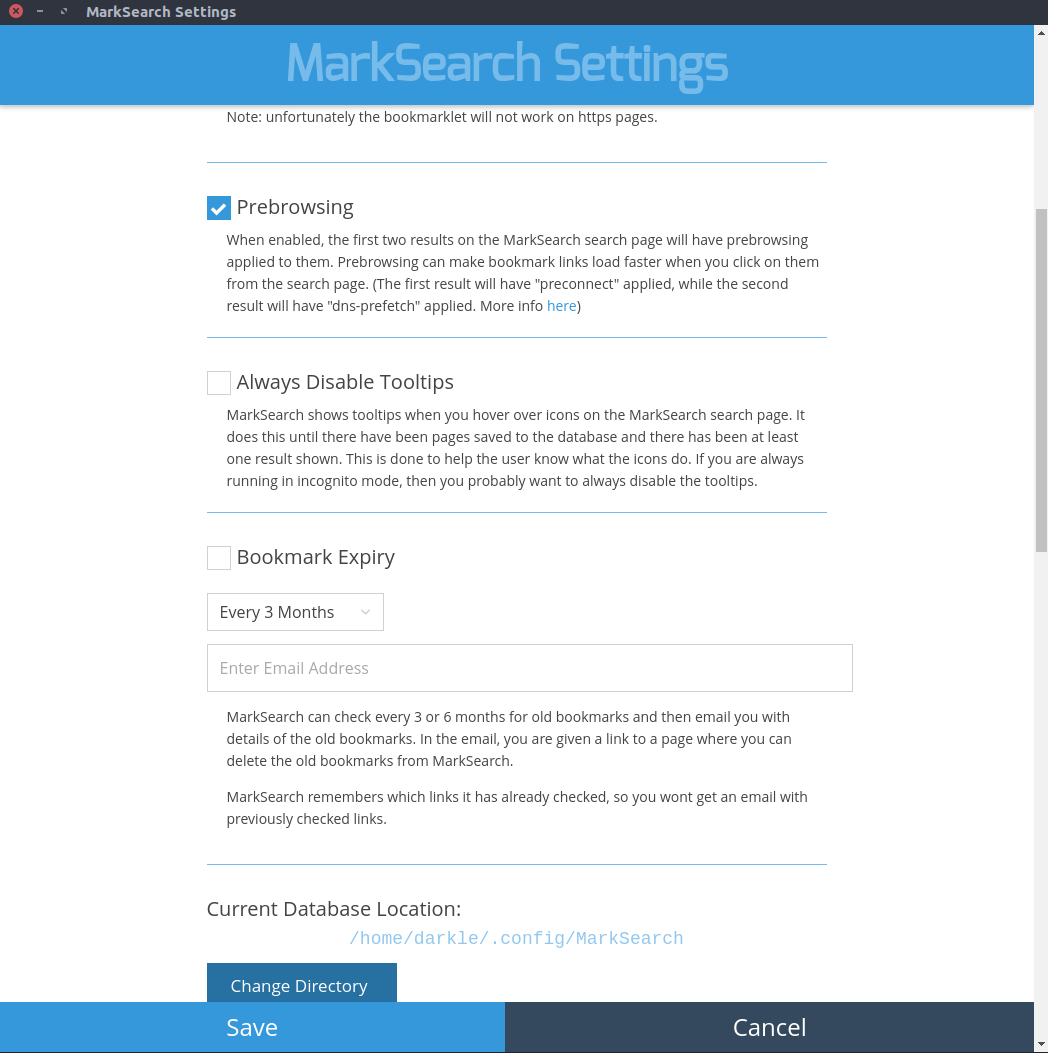 MarkSearch Settings
MarkSearch Settings
Note: unfortunately the bookmarklet will not work on https pages.
Prebrowsing
When enabled, the first two results on the MarkSearch search page will have prebrowsing
applied to them. Prebrowsing can make bookmark links load faster when you click on them
from the search page. (The first result will have "preconnect" applied, while the second
result will have "dns-prefetch" applied. More info here)
Always Disable Tooltips
MarkSearch shows tooltips when you hover over icons on the MarkSearch search page. It
does this until there have been pages saved to the database and there has been at least
one result shown. This is done to help the user know what the icons do. If you are always
running in incognito mode, then you probably want to always disable the tooltips.
Bookmark Expiry
Every 3 Months
Enter Email Address
MarkSearch can check every 3 or 6 months for old bookmarks and then email you with
details of the old bookmarks. In the email, you are given a link to a page where you can
delete the old bookmarks from MarkSearch.
MarkSearch remembers which links it has already checked, so you wont get an email with
previously checked links.
Current Database Location:
/home/darkle/.config/MarkSearch
Change Directory
Save
Cancel